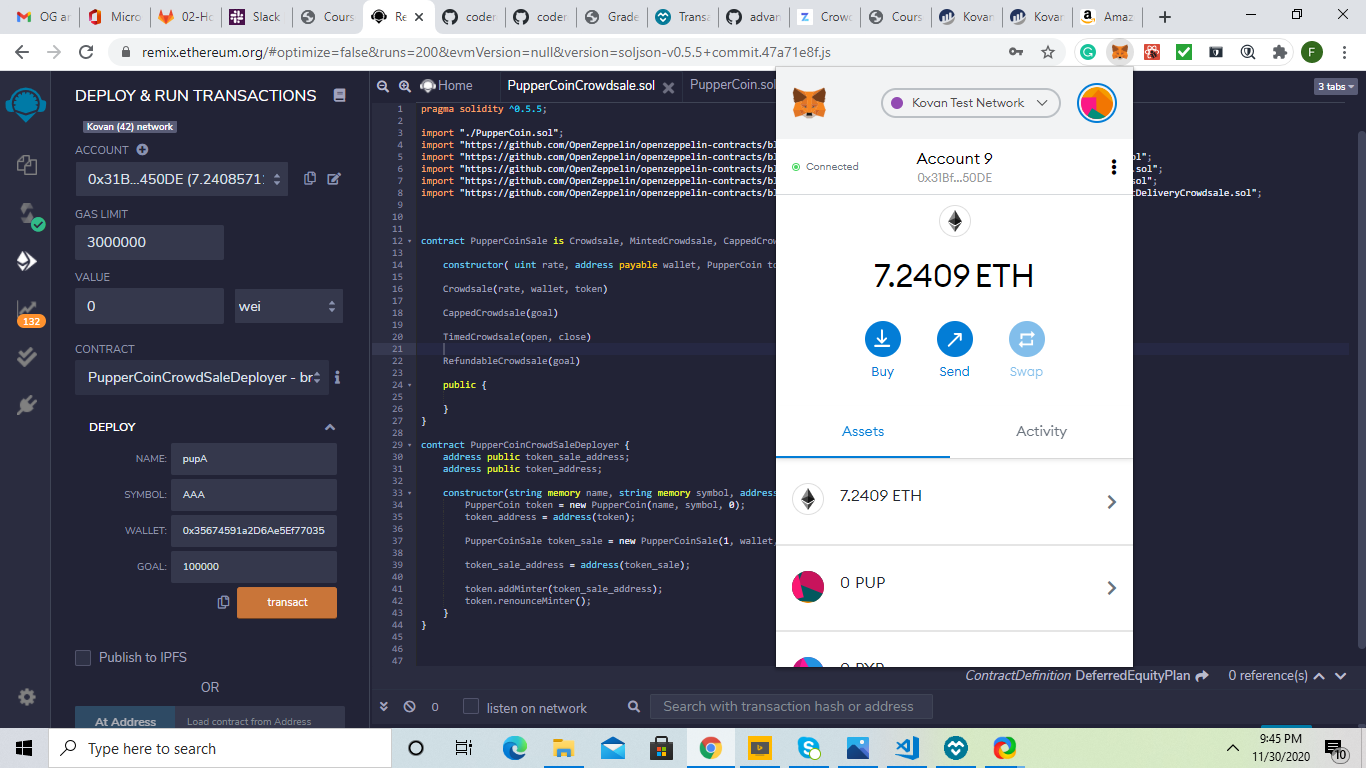 OG ar
Micro
02-Ho
Slack
Cours
Re
coder
coder
Grade
Transa
advan
Crowc
Cours
Kovan
Kovan
Amaz
remix.ethereum.org/#optimize=false&runs=200&evmVersion=null&version=soljson-v0.5.5+commit.47a71e8f.js
F
DEPLOY & RUN TRANSACTIONS
Kovan (42) network
ACCOUNT
0x31B...450DE (7.2408571:
GAS LIMIT
3000000
VALUE
0
wei
132
CONTRACT
PupperCoinCrowdSaleDeployer - br
i
DEPLOY
NAME: pupA
SYMBOL: AAA
WALLET: 0x35674591a2D6Ae5Ef77035
GOAL: 100000
transact
Publish to IPFS
OR
At Address
Load contract from Address
Home
PupperCoinCrowdsale.sol
PupperCoin.sol
3 tabs
1 pragma solidity ^0.5.5;
2
3 import "./PupperCoin.sol";
4 import "https://github.com/OpenZeppelin/openzeppelin-contracts/bl
5 import "https://github.com/OpenZeppelin/openzeppelin-contracts/bl
ol";
6 import "https://github.com/OpenZeppelin/openzeppelin-contracts/bl
.sol";
7 import "https://github.com/OpenZeppelin/openzeppelin-contracts/bl
sol";
8 import "https://github.com/OpenZeppelin/openzeppelin-contracts/bl
tDeliveryCrowdsale.sol";
9
10
11
12 contract PupperCoinSale is Crowdsale, MintedCrowdsale, CappedCrow
13
14 constructor( uint rate, address payable wallet, PupperCoin to
15
16 Crowdsale(rate, wallet, token)
17
18 CappedCrowdsale(goal)
19
20 TimedCrowdsale(open, close)
21
22 RefundableCrowdsale(goal)
23
24 public {
25
26 }
27 }
28
29 contract PupperCoinCrowdSaleDeployer {
30 address public token_sale_address;
31 address public token_address;
32
33 constructor(string memory name, string memory symbol, address
34 PupperCoin token = new PupperCoin(name, symbol, 0);
35 token_address = address(token);
36
37 PupperCoinSale token_sale = new PupperCoinSale(1, wallet,
38
39 token_sale_address = address(token_sale);
40
41 token.addMinter(token_sale_address);
42 token.renounceMinter();
43 }
44 }
45
46
47
Kovan Test Network
Connected
Account 9
0x31Bf...50DE
7.2409 ETH
Buy
Send
Swap
Assets
Activity
7.2409 ETH
0 PUP
0 PXP
ContractDefinition DeferredEquityPlan
0 reference(s)
0
listen on network
Search with transaction hash or address
Type here to search
9:45 PM
11/30/2020
10